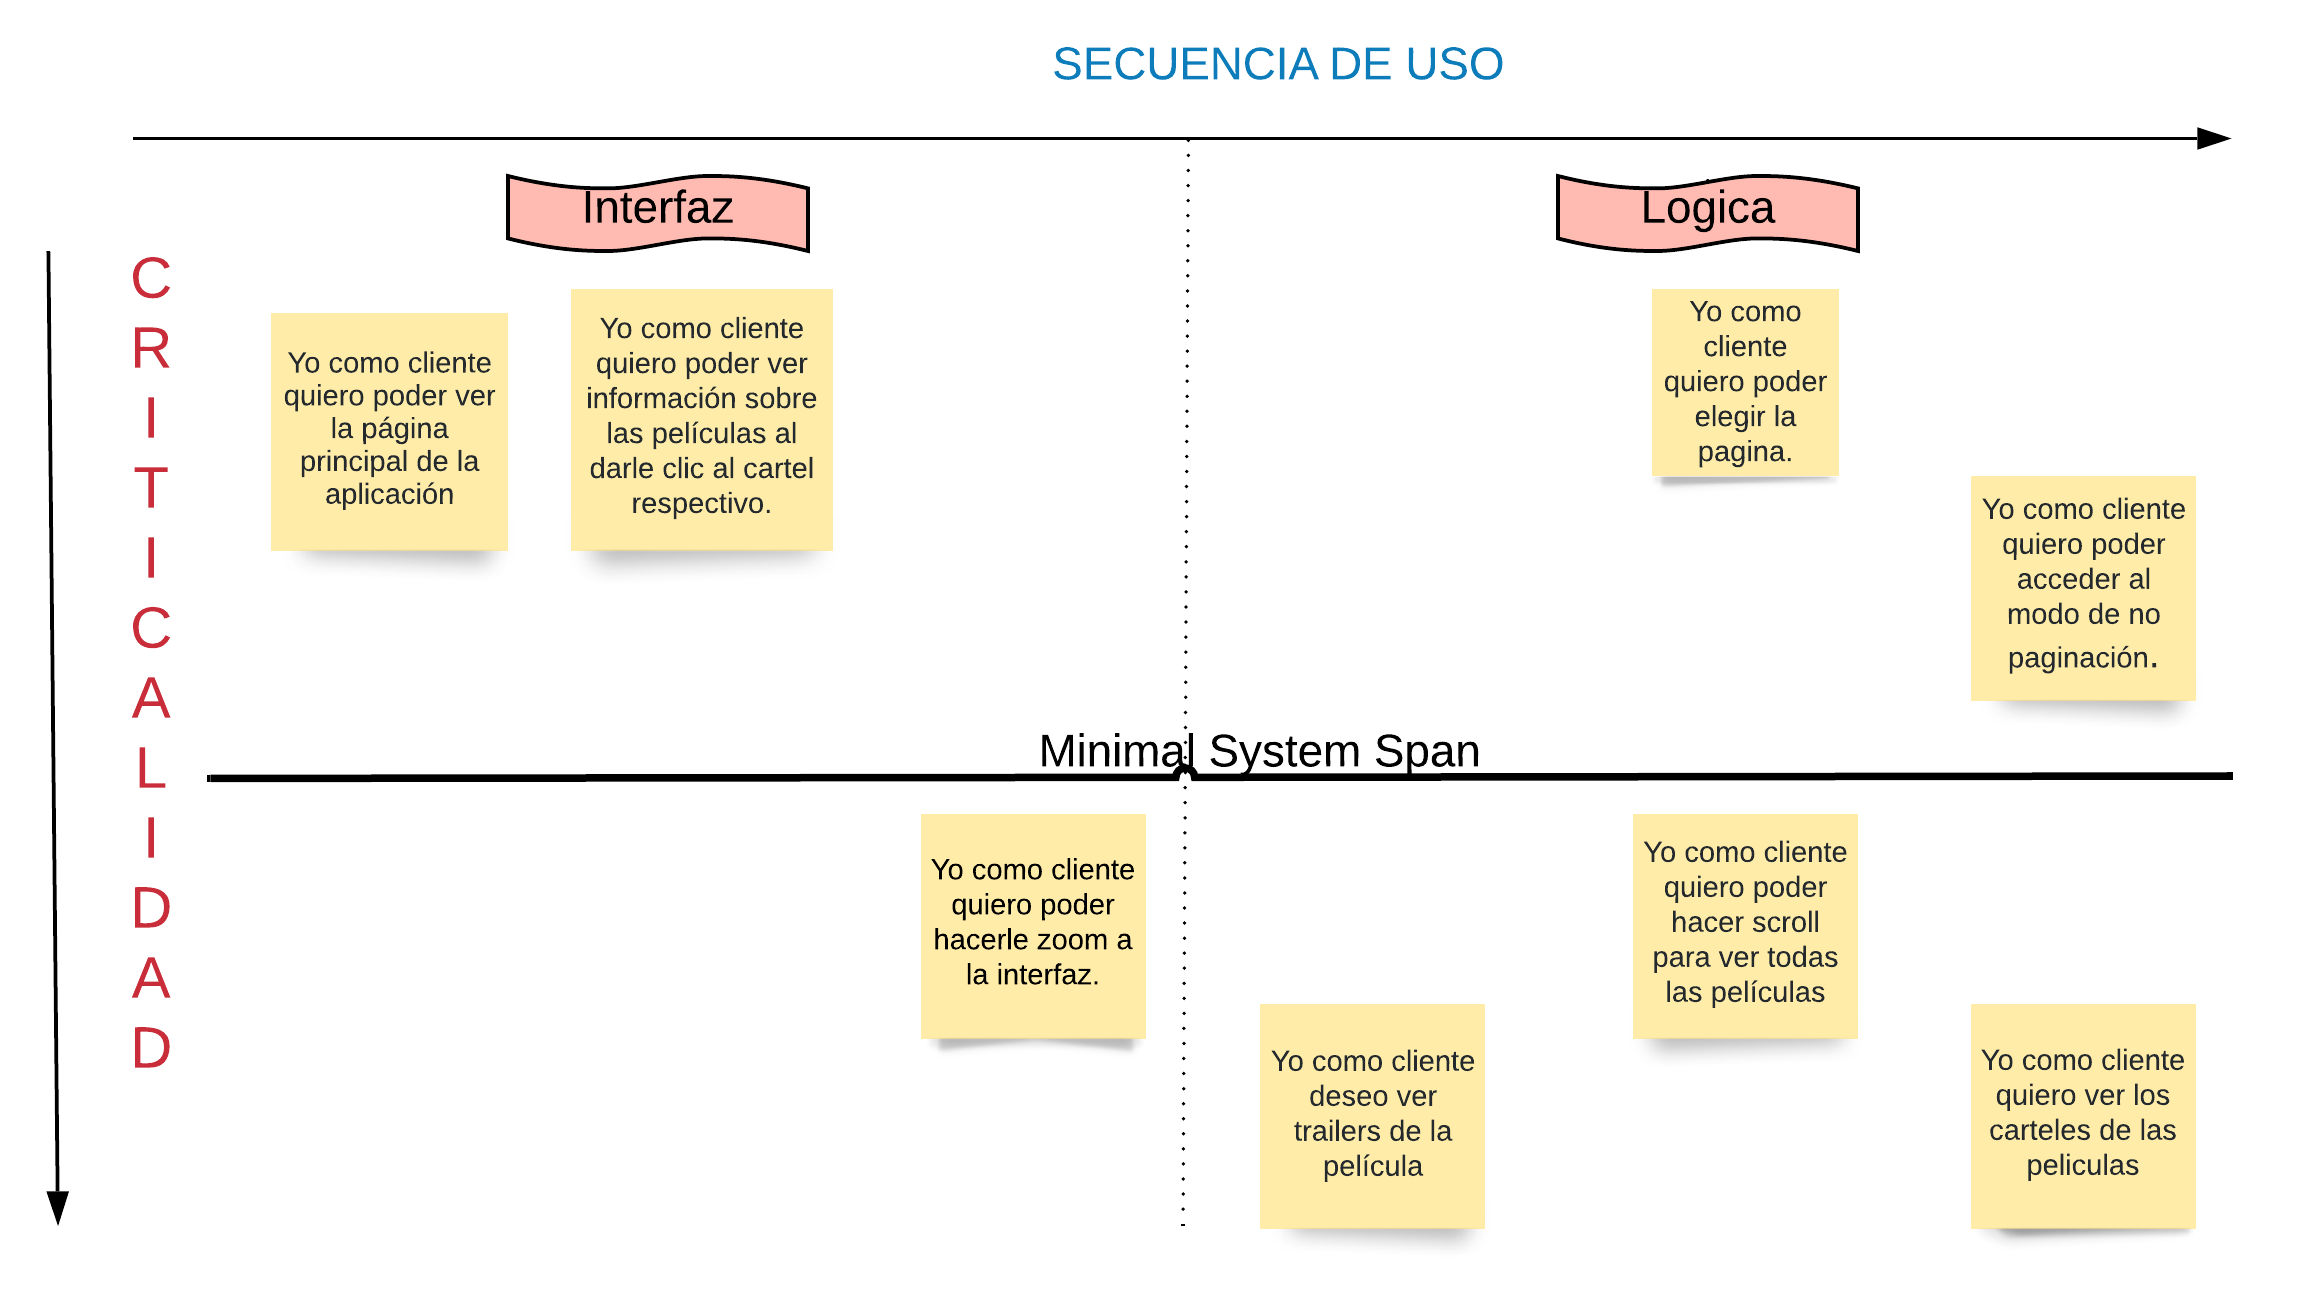 SECUENCIA DE USO
Interfaz
Logica
C
R
I
T
I
C
A
L
I
D
A
D
Yo como cliente
quiero poder ver
la página
principal de la
aplicación
Yo como cliente
quiero poder ver
información sobre
las películas al
darle clic al cartel
respectivo.
Yo como
cliente
quiero poder
elegir la
pagina.
Yo como cliente
quiero poder
acceder al
modo de no
paginación.
Minimal System Span
Yo como cliente
quiero poder
hacerle zoom a
la interfaz.
Yo como cliente
deseo ver
trailers de la
película
Yo como cliente
quiero poder
hacer scroll
para ver todas
las películas
Yo como cliente
quiero ver los
carteles de las
peliculas